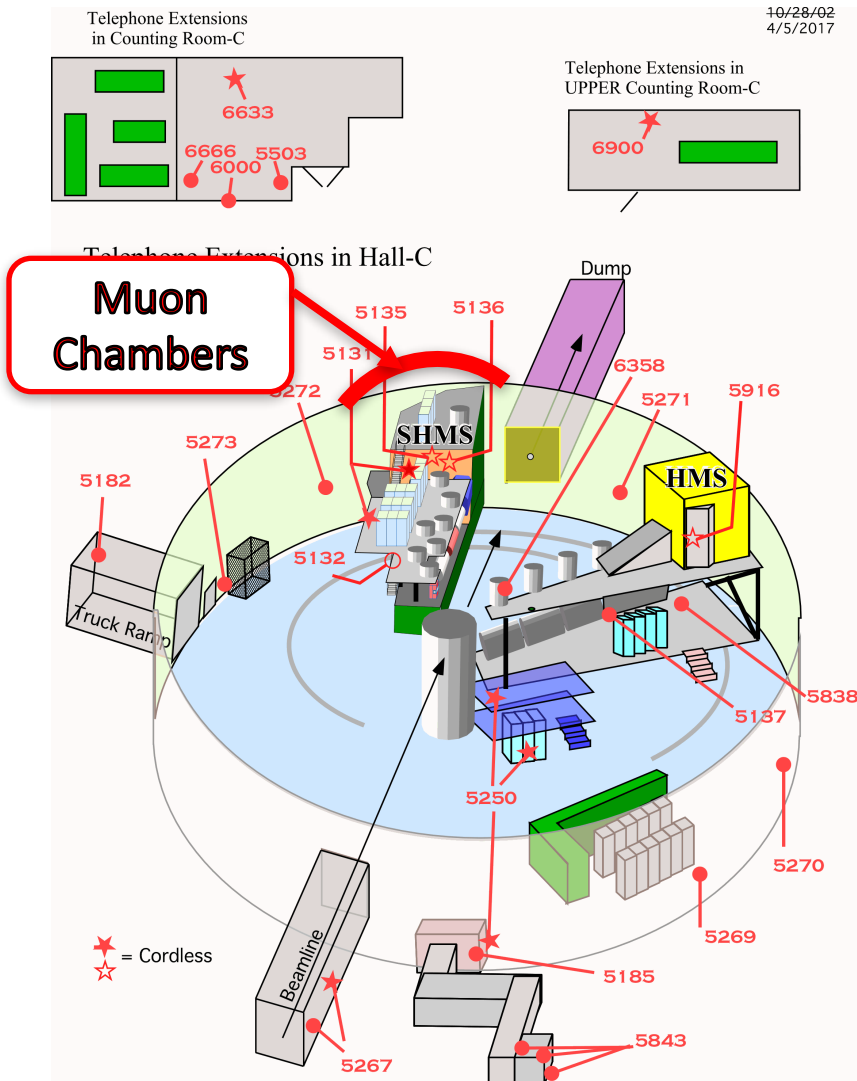 Telephone Extensions
in Counting Room-C
10/28/02
4/5/2017
Telephone Extensions in
UPPER Counting Room-C
6633
6666
6000
5503
6900
Telephone Extensions in Hall-C
Muon
Chambers
Dump
5135
5136
5131
6358
5272
5271
5916
5273
SHMS
HMS
5182
5132
Truck Ramp
5838
5137
5250
5270
5269
Beamline
= Cordless
5185
5843
5267